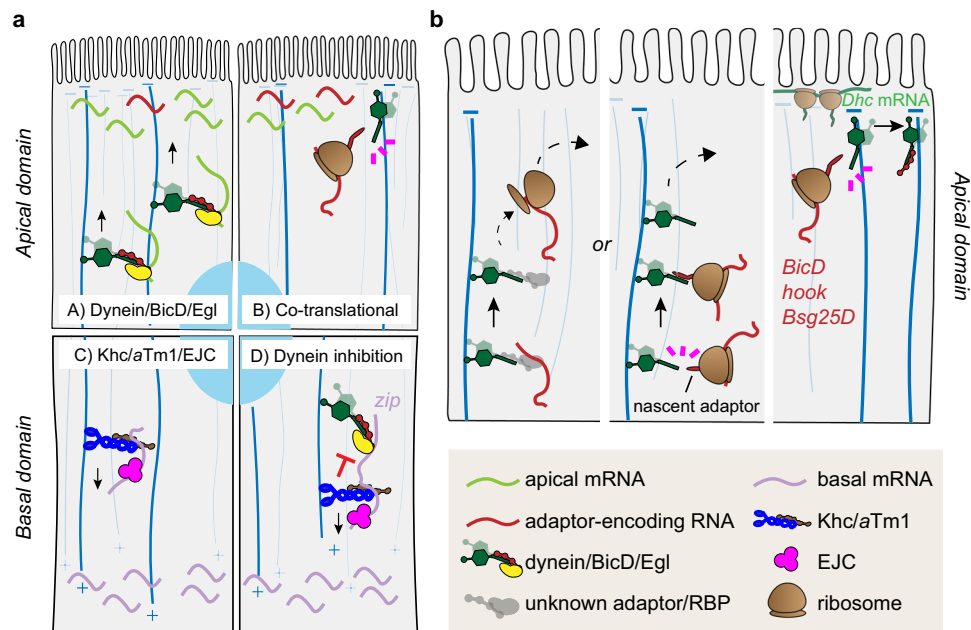 a
Apical domain
A) Dynein/BicD/Egl
B) Co-translational
Basal domain
C) Khc/aTm1/EJC
D) Dynein inhibition
zip
+
+
+
+
+
+
+
+
b
or
nascent adaptor
Dhc mRNA
BicD
hook
Bsg25D
Apical domain
apical mRNA
basal mRNA
adaptor-encoding RNA
Khc/aTm1
dynein/BicD/Egl
EJC
unknown adaptor/RBP
ribosome